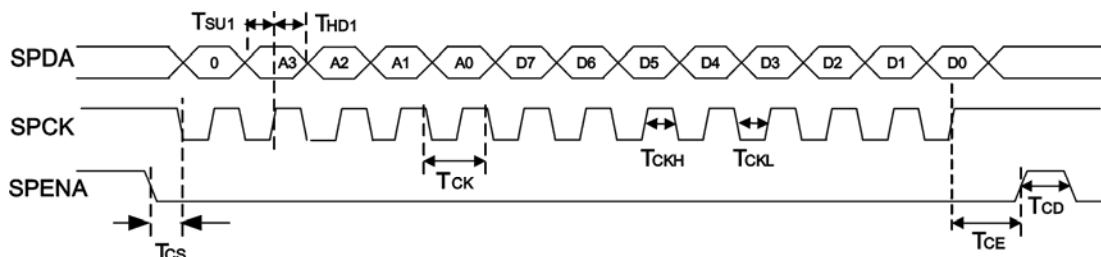 TSU1 THD1
SPDA 0 A3 A2 A1 A0 D7 D6 D5 D4 D3 D2 D1 D0
SPCK
TCK TCKH TCKL
SPENA
TCS TCE TCD